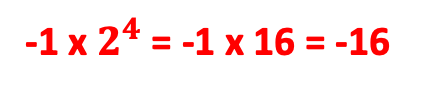 -1 x 2⁴ = -1 x 16 = -16